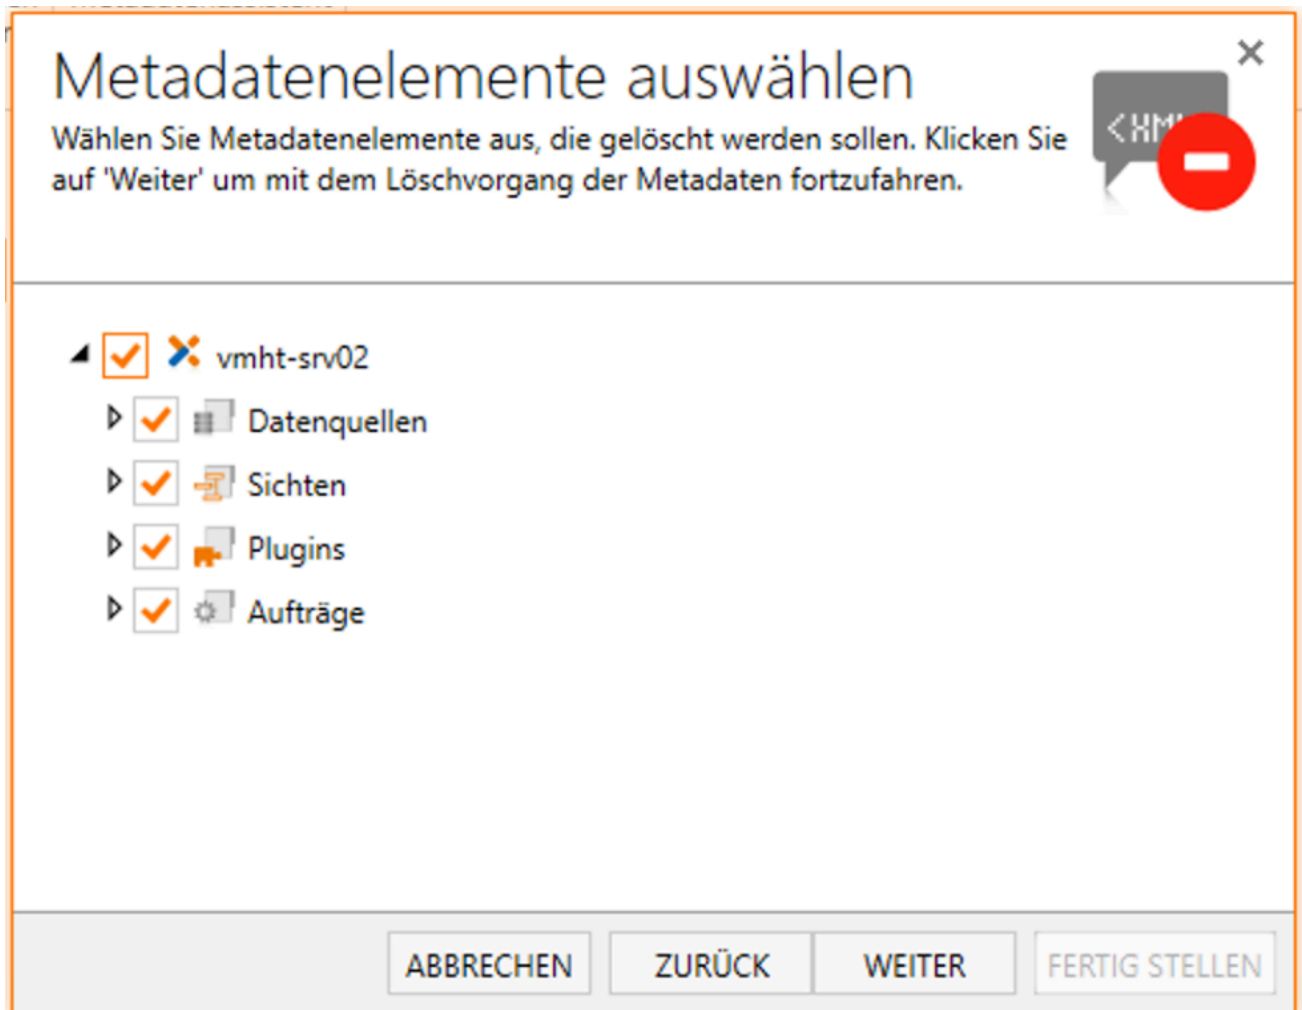 Metadatenelemente auswählen
Wählen Sie Metadatenelemente aus, die gelöscht werden sollen. Klicken Sie
auf 'Weiter' um mit dem Löschvorgang der Metadaten fortzufahren.
vmht-srv02
Datenquellen
Sichten
Plugins
Aufträge
ABBRECHEN
ZURÜCK
WEITER
FERTIG STELLEN